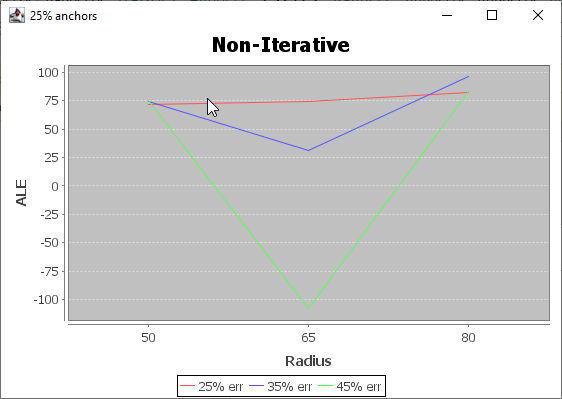 25% anchors
Non-Iterative
100
75
50
25
0
-25
-50
-75
-100
ALE
50 65 80
Radius
25% err 35% err 45% err